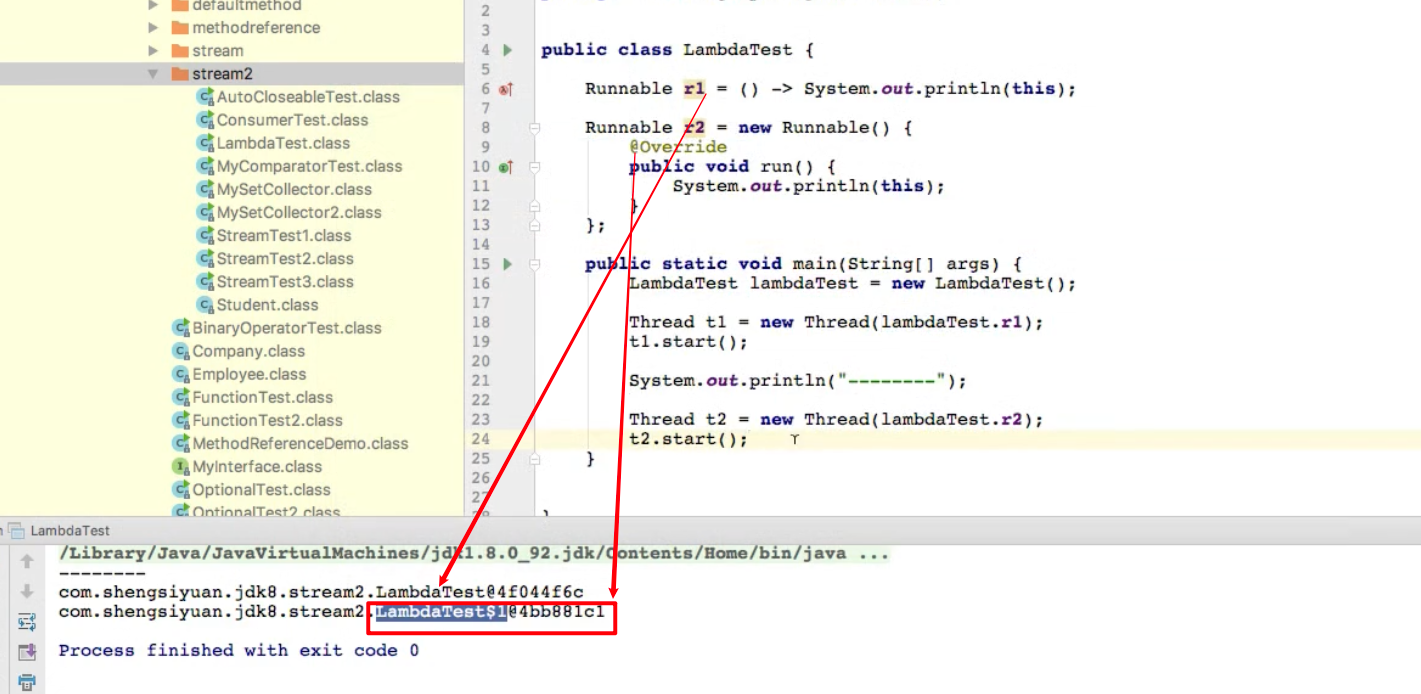 defaultmethod
methodreference
stream
stream2
AutoCloseableTest.class
ConsumerTest.class
LambdaTest.class
MyComparatorTest.class
MySetCollector.class
MySetCollector2.class
StreamTest1.class
StreamTest2.class
StreamTest3.class
Student.class
BinaryOperatorTest.class
Company.class
Employee.class
FunctionTest.class
FunctionTest2.class
MethodReferenceDemo.class
MyInterface.class
OptionalTest.class
OptionalTest2.class
2
3
4 public class LambdaTest {
5
6 Runnable r1 = () -> System.out.println(this);
7
8 Runnable r2 = new Runnable() {
9 @Override
10 public void run() {
11 System.out.println(this);
12 }
13 };
14
15 public static void main(String[] args) {
16 LambdaTest lambdaTest = new LambdaTest();
17
18 Thread t1 = new Thread(lambdaTest.r1);
19 t1.start();
20
21 System.out.println("--------");
22
23 Thread t2 = new Thread(lambdaTest.r2);
24 t2.start();
25 }
26
27
28 }
LambdaTest
/Library/Java/JavaVirtualMachines/jdk1.8.0_92.jdk/Contents/Home/bin/java ...
--------
com.shengsiyuan.jdk8.stream2.LambdaTest@4f044f6c
com.shengsiyuan.jdk8.stream2.LambdaTest$1@4bb881c1
Process finished with exit code 0